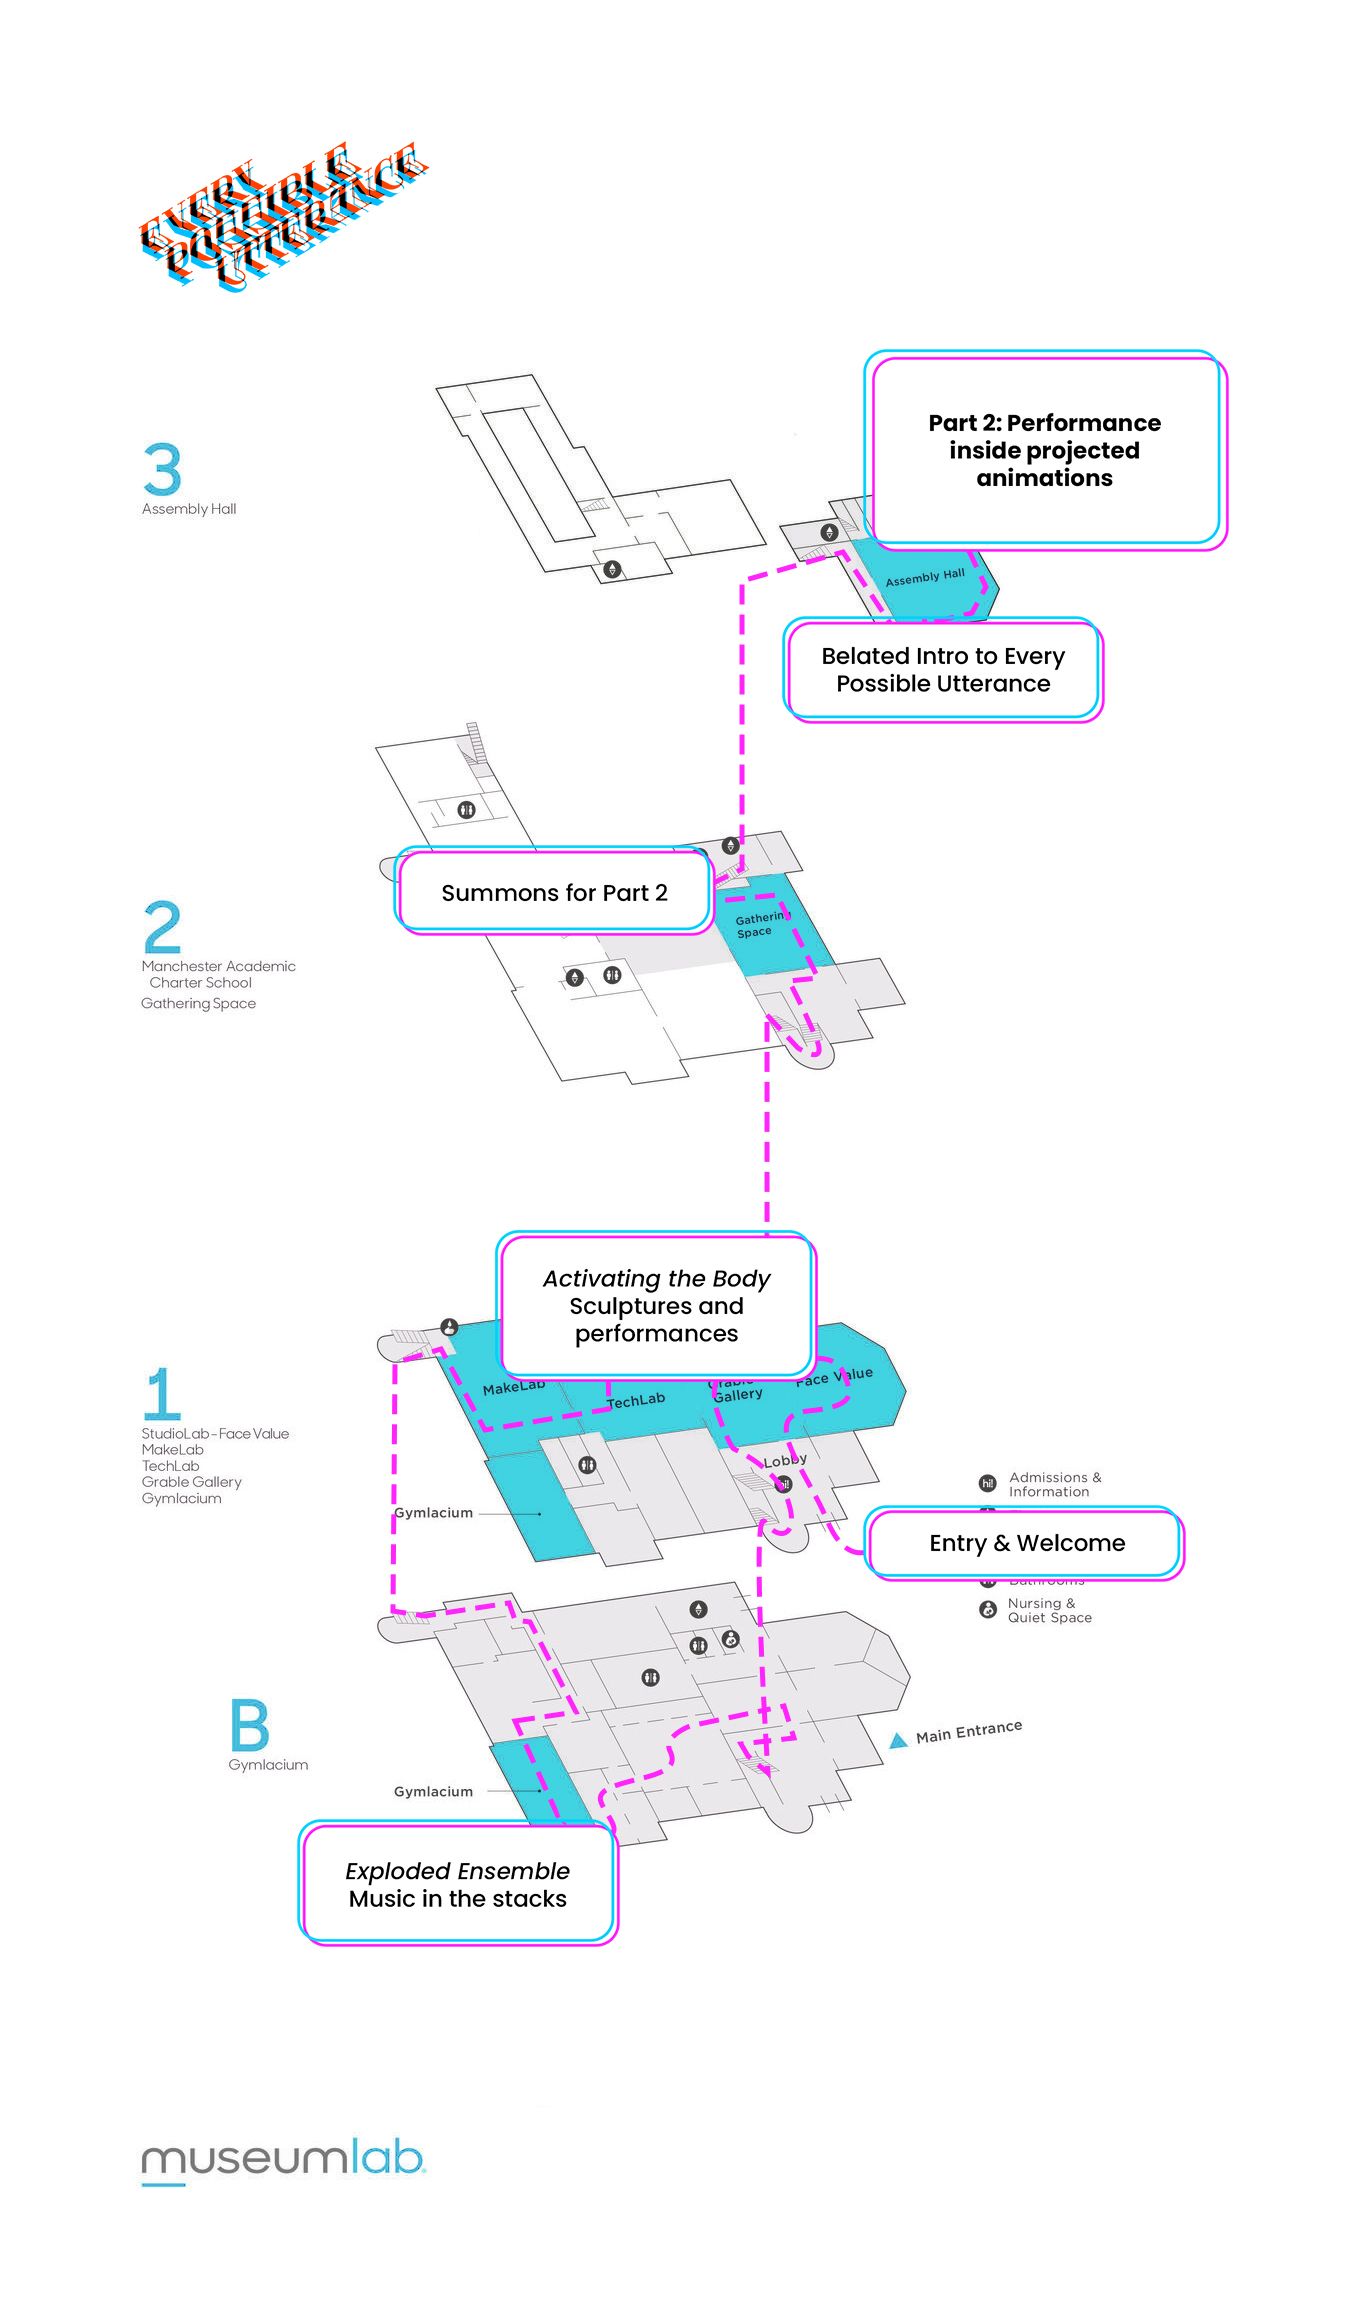 EVERY
POSSIBLE
UTTERANCE
Part 2: Performance
inside projected
animations
3
Assembly Hall
Assembly Hall
Belated Intro to Every
Possible Utterance
Summons for Part 2
Gathering
Space
2
Manchester Academic
Charter School
Gathering Space
Activating the Body
Sculptures and
performances
MakeLab
TechLab
Grable
Gallery
Face Value
1
StudioLab-Face Value
MakeLab
TechLab
Grable Gallery
Gymlacium
Lobby
hi!
Gymlacium
hi! Admissions &
Information
Entry & Welcome
Bathrooms
Nursing &
Quiet Space
B
Gymlacium
Main Entrance
Gymlacium
Exploded Ensemble
Music in the stacks
museumlab